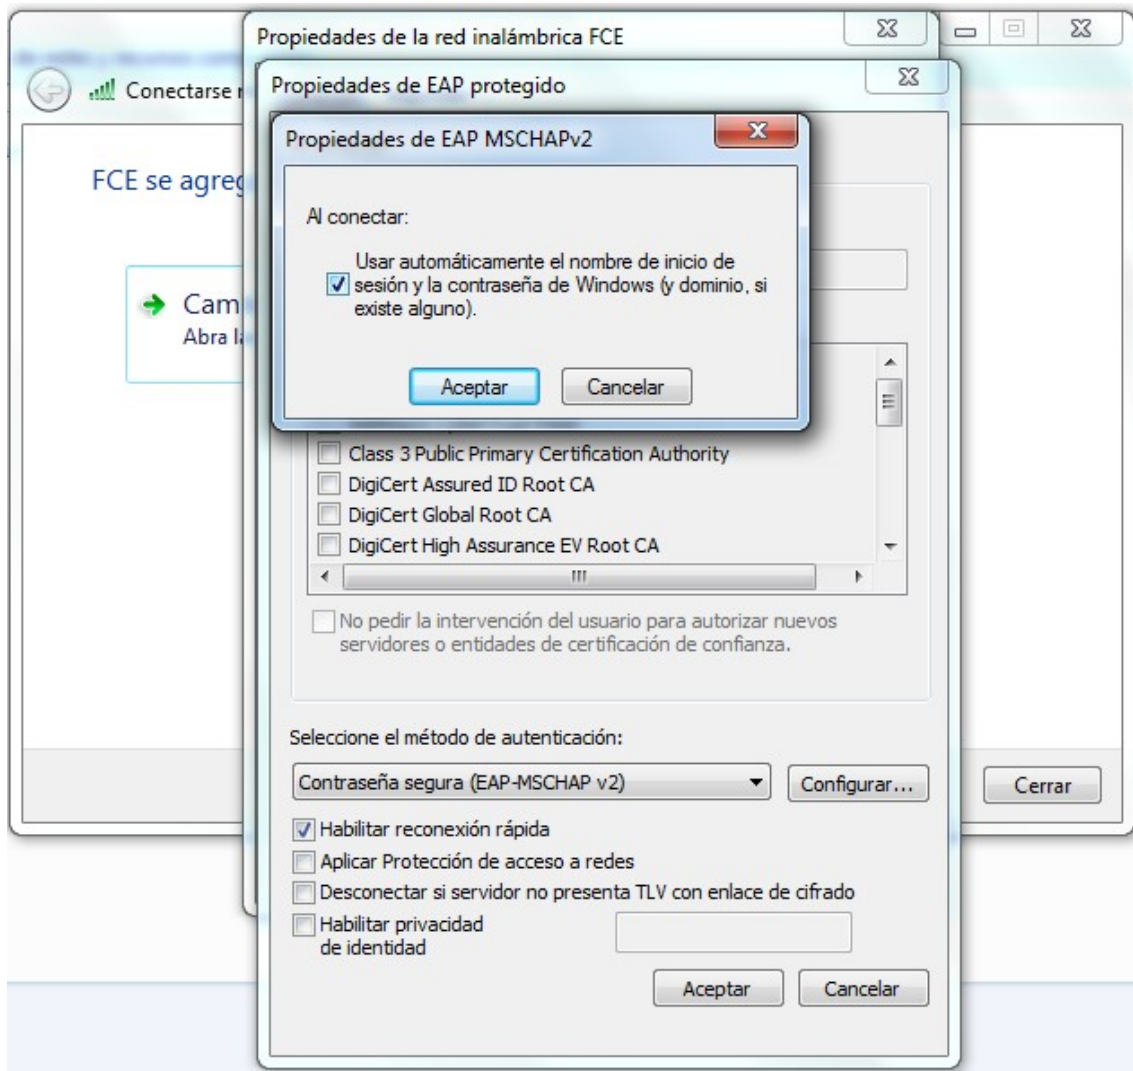 Propiedades de la red inalámbrica FCE
Conectarse
Propiedades de EAP protegido
Propiedades de EAP MSCHAPv2
FCE se agreg
Al conectar:
Usar automáticamente el nombre de inicio de
sesión y la contraseña de Windows (y dominio, si
existe alguno).
Cam
Abra la
Aceptar
Cancelar
Class 3 Public Primary Certification Authority
DigiCert Assured ID Root CA
DigiCert Global Root CA
DigiCert High Assurance EV Root CA
No pedir la intervención del usuario para autorizar nuevos
servidores o entidades de certificación de confianza.
Seleccione el método de autenticación:
Contraseña segura (EAP-MSCHAP v2)
Configurar...
Cerrar
Habilitar reconexión rápida
Aplicar Protección de acceso a redes
Desconectar si servidor no presenta TLV con enlace de cifrado
Habilitar privacidad
de identidad
Aceptar
Cancelar